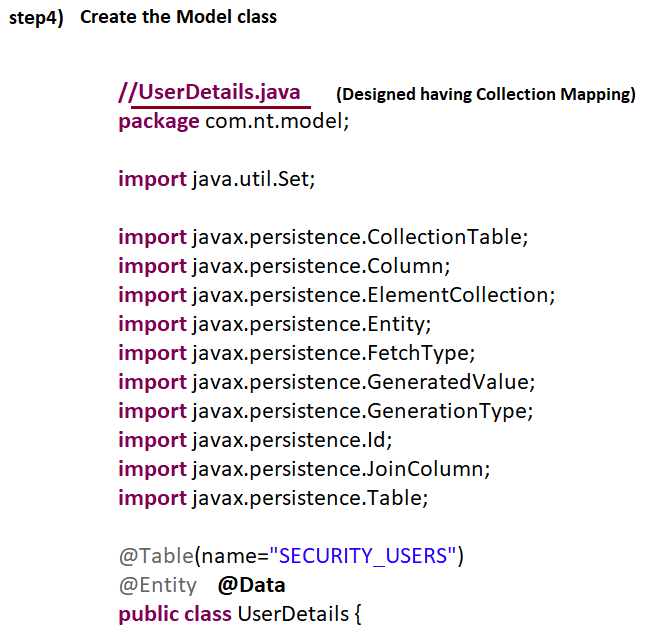 step4) Create the Model class
//UserDetails.java (Designed having Collection Mapping)
package com.nt.model;
import java.util.Set;
import javax.persistence.CollectionTable;
import javax.persistence.Column;
import javax.persistence.ElementCollection;
import javax.persistence.Entity;
import javax.persistence.FetchType;
import javax.persistence.GeneratedValue;
import javax.persistence.GenerationType;
import javax.persistence.Id;
import javax.persistence.JoinColumn;
import javax.persistence.Table;
@Table(name="SECURITY_USERS")
@Entity @Data
public class UserDetails {